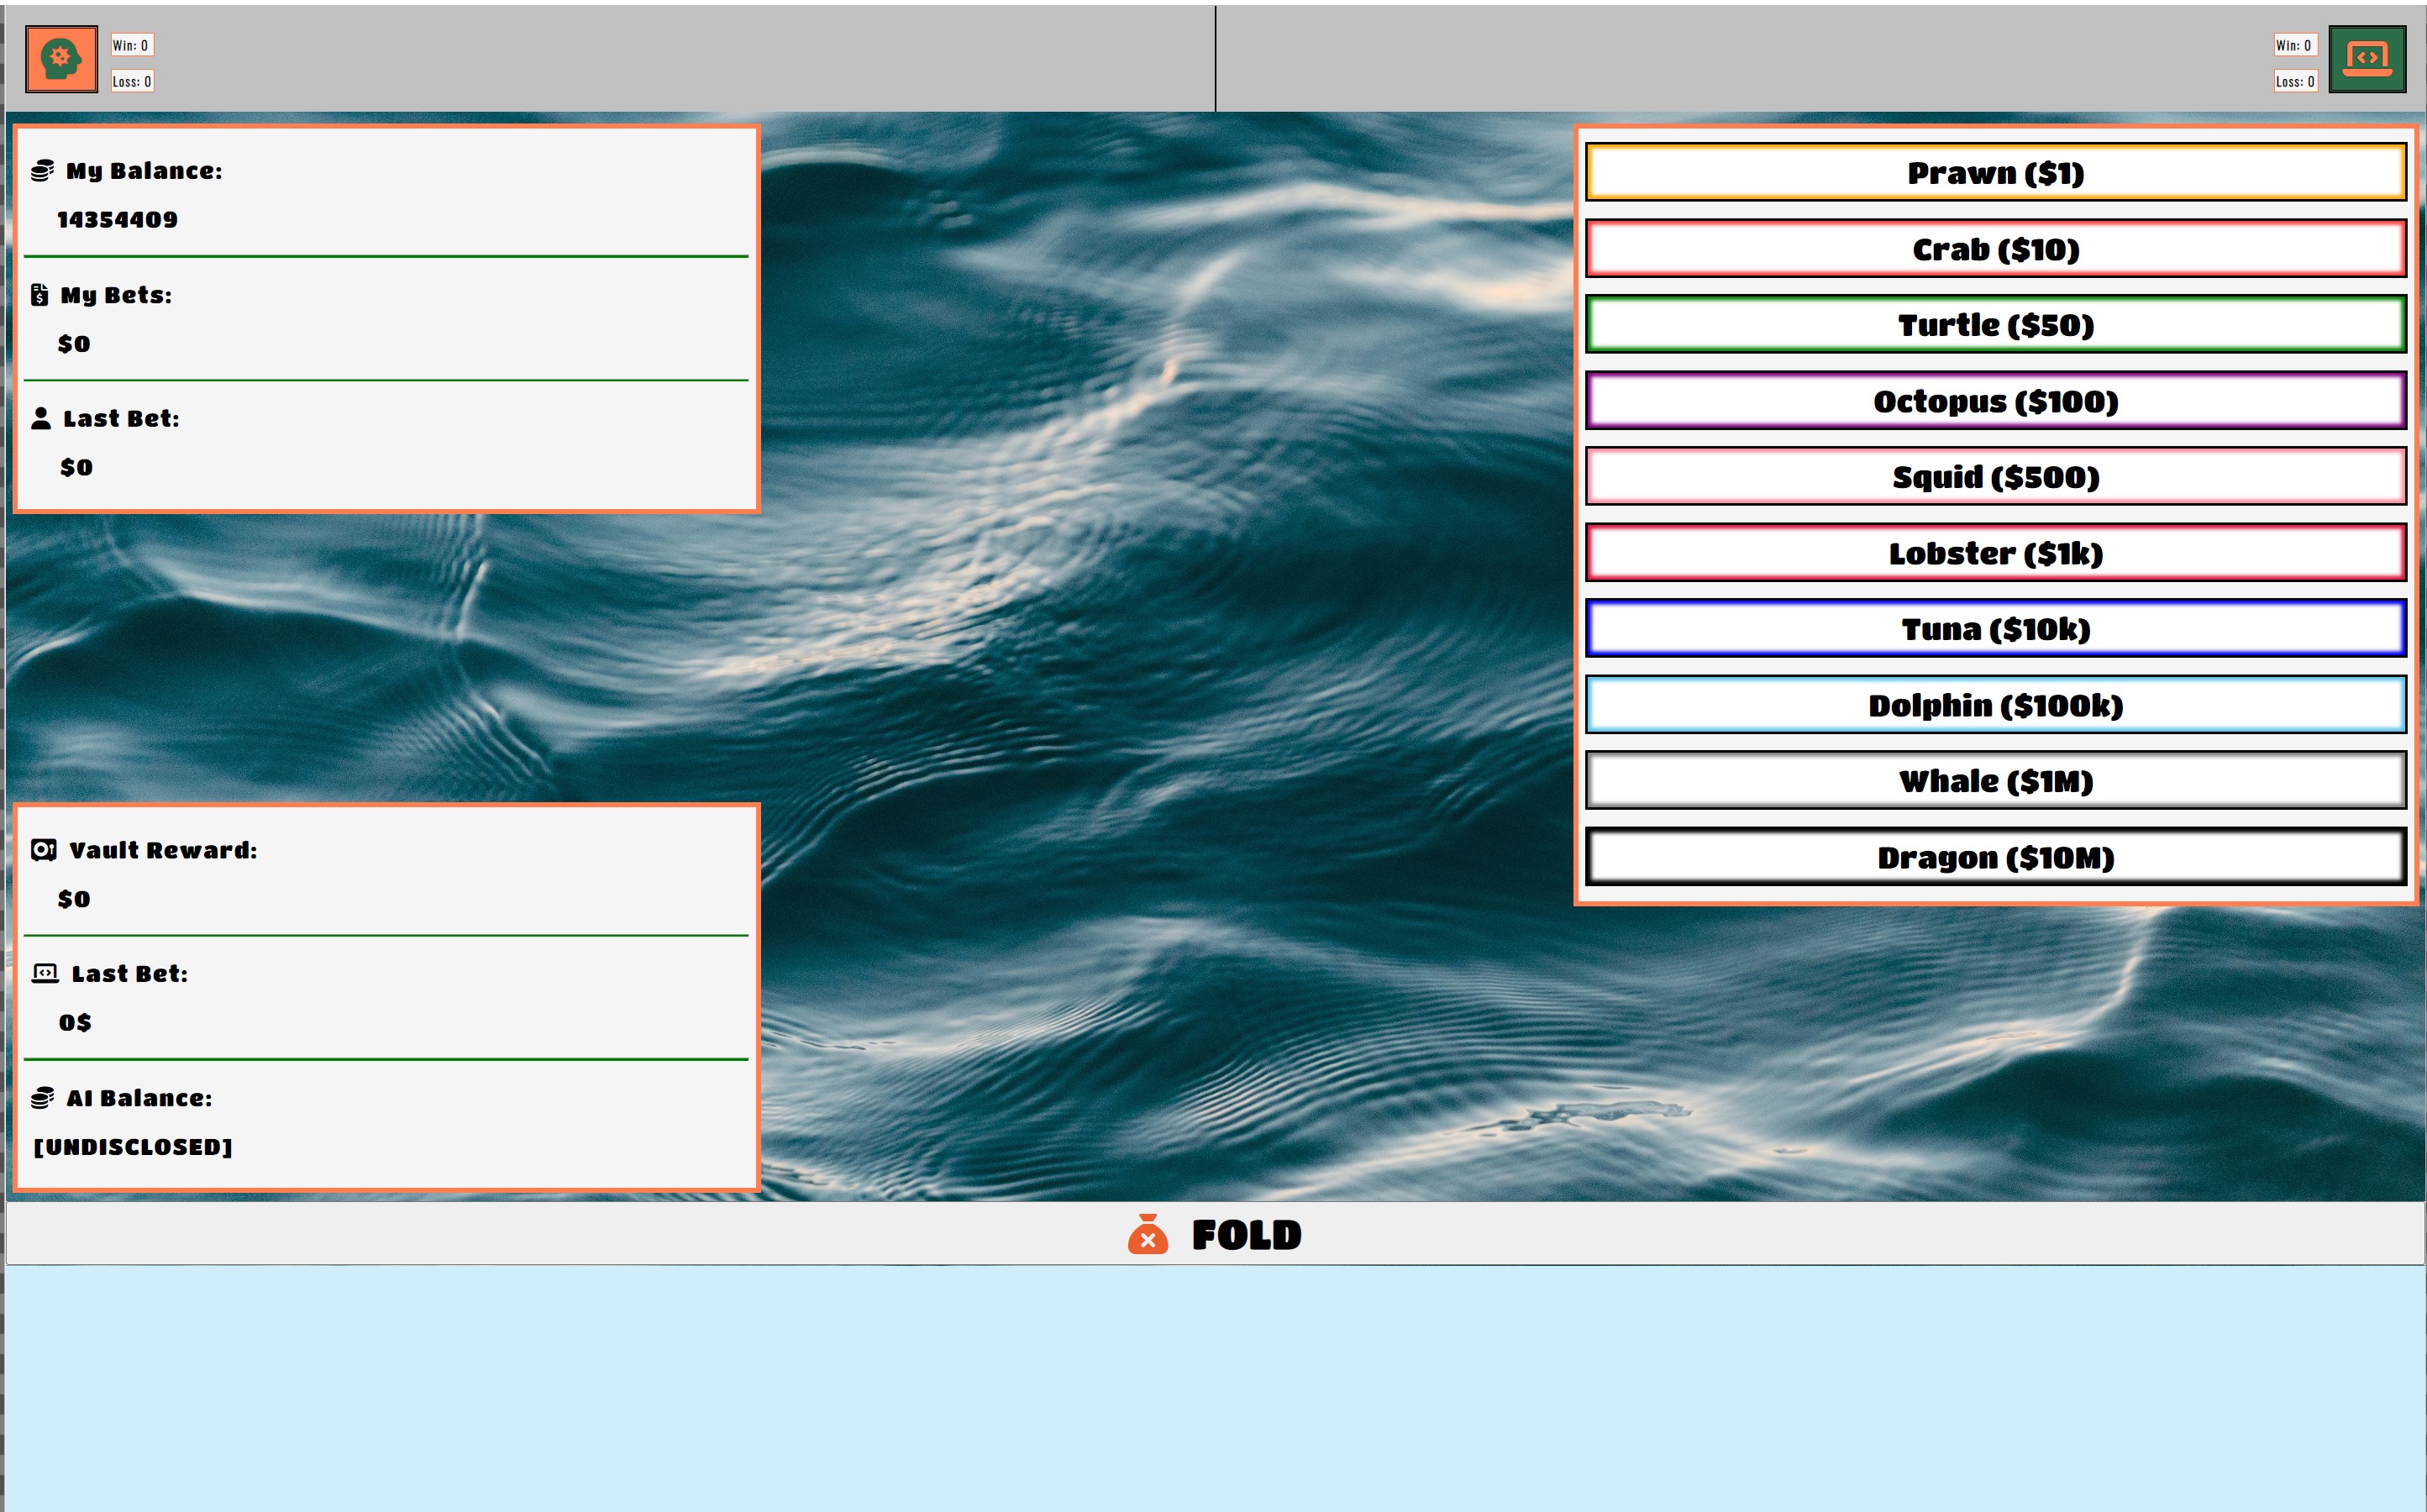 Win: 0
Loss: 0
Win: 0
Loss: 0
My Balance:
14354409
My Bets:
$0
Last Bet:
$0
Vault Reward:
$0
Last Bet:
0$
AI Balance:
[UNDISCLOSED]
Prawn ($1)
Crab ($10)
Turtle ($50)
Octopus ($100)
Squid ($500)
Lobster ($1k)
Tuna ($10k)
Dolphin ($100k)
Whale ($1M)
Dragon ($10M)
FOLD